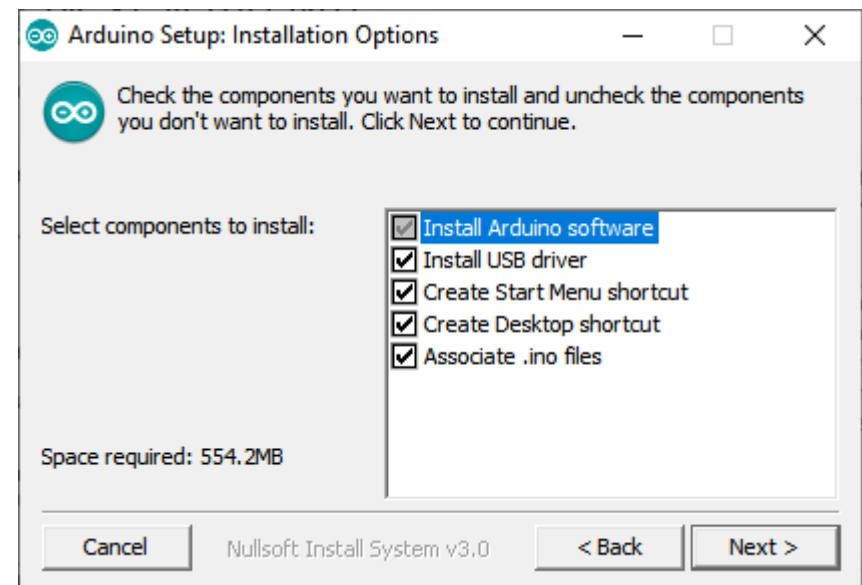 Arduino Setup: Installation Options
Check the components you want to install and uncheck the components
you don't want to install. Click Next to continue.
Select components to install:
Install Arduino software
Install USB driver
Create Start Menu shortcut
Create Desktop shortcut
Associate .ino files
Space required: 554.2MB
Cancel
Nullsoft Install System v3.0
< Back
Next >